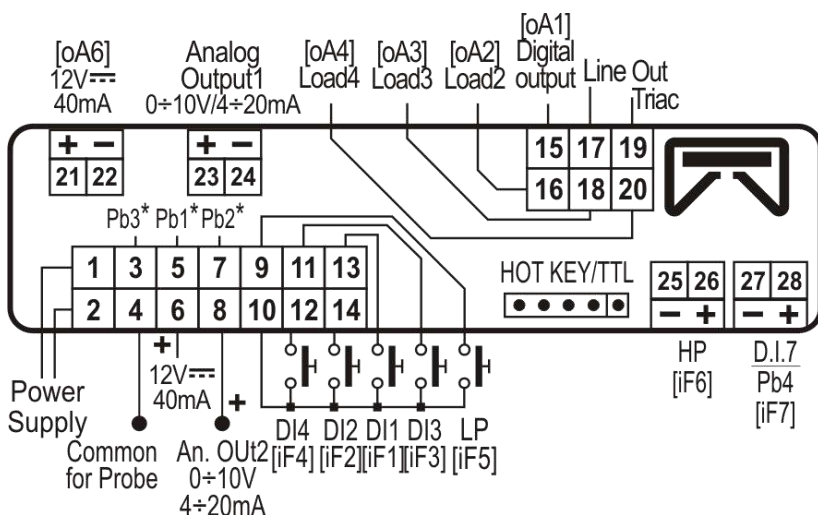 [oA6]
12V⎓
40mA
Analog
Output1
0÷10V/4÷20mA
[oA4]
Load4
[oA3]
Load3
[oA2]
Load2
[oA1]
Digital
output
Line Out
Triac
+ −
21 22
+ −
23 24
15 17 19
16 18 20
Pb3* Pb1* Pb2*
1 3 5 7 9 11 13
2 4 6 8 10 12 14
HOT KEY/TTL
25 26
− +
27 28
− +
HP
[iF6]
D.I.7
Pb4
[iF7]
Power
Supply
Common
for Probe
+
12V⎓
40mA
+
An. OUt2
0÷10V
4÷20mA
DI4 DI2 DI1 DI3 LP
[iF4] [iF2] [iF1] [iF3] [iF5]